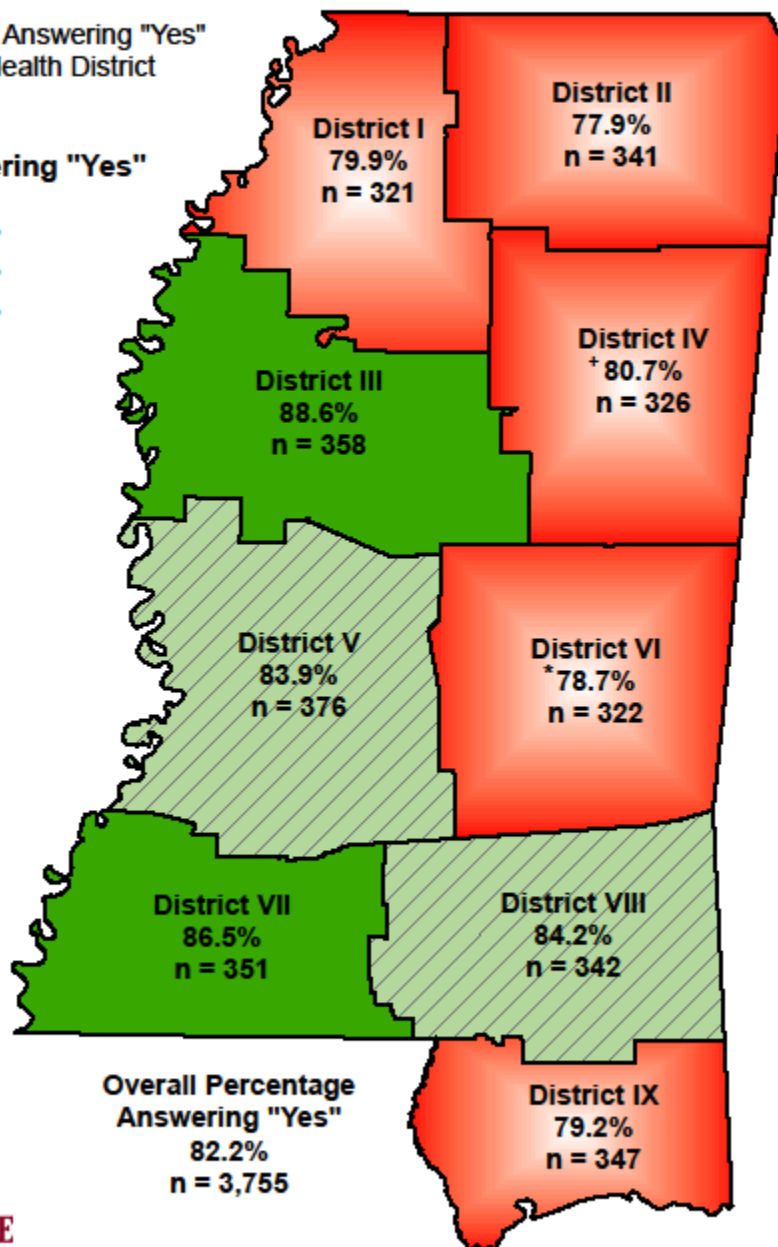 Answering "Yes"
Health District
ering "Yes"
District I
79.9%
n = 321
District II
77.9%
n = 341
District III
88.6%
n = 358
District IV
+80.7%
n = 326
District V
83.9%
n = 376
District VI
*78.7%
n = 322
District VII
86.5%
n = 351
District VIII
84.2%
n = 342
Overall Percentage
Answering "Yes"
82.2%
n = 3,755
District IX
79.2%
n = 347
E